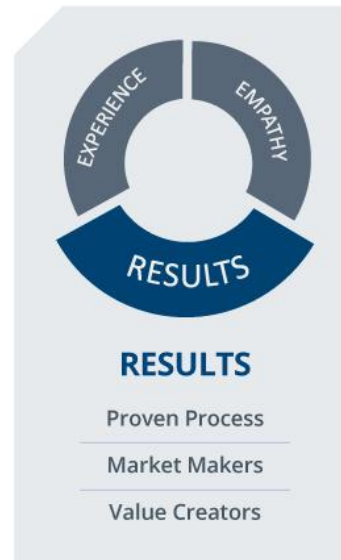 EXPERIENCE
EMPATHY
RESULTS
RESULTS
Proven Process
Market Makers
Value Creators